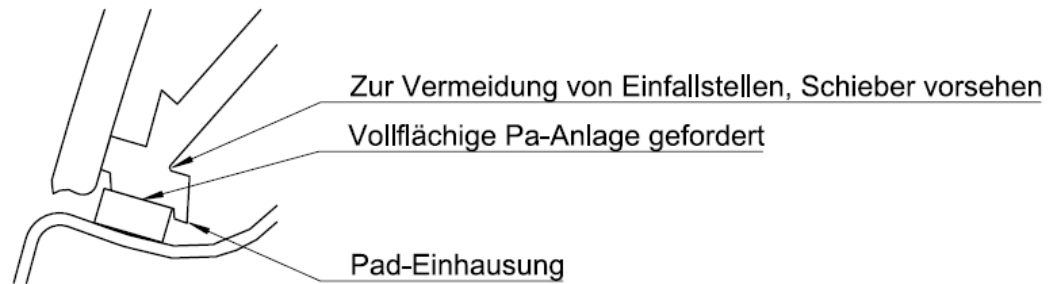 Zur Vermeidung von Einfallstellen, Schieber vorsehen
Vollflächige Pa-Anlage gefordert
Pad-Einhausung